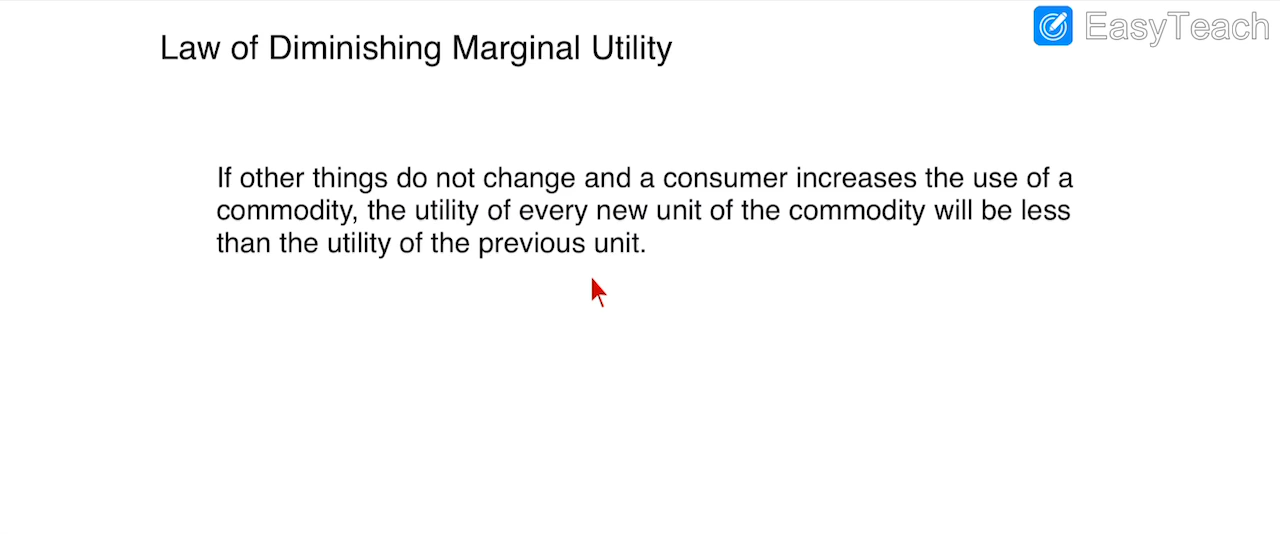 EasyTeach
Law of Diminishing Marginal Utility
If other things do not change and a consumer increases the use of a
commodity, the utility of every new unit of the commodity will be less
than the utility of the previous unit.